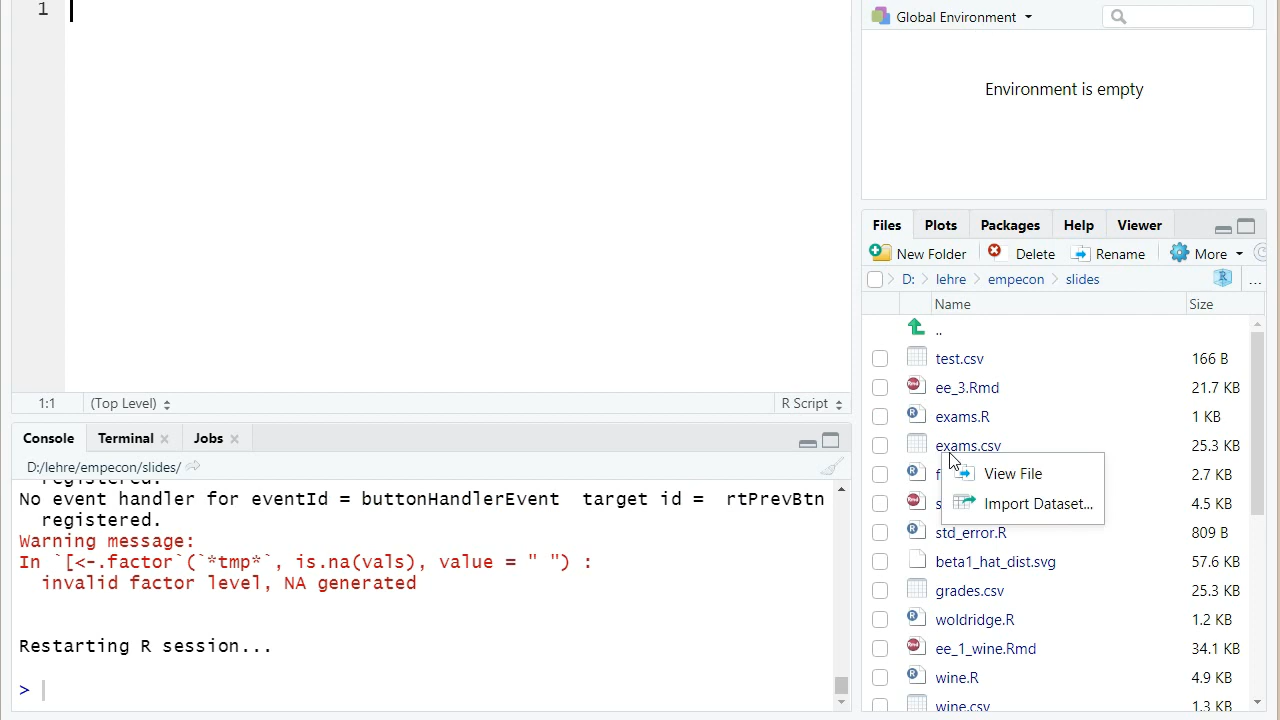 1
Global Environment
Environment is empty
Files Plots Packages Help Viewer
New Folder Delete Rename More
D: lehre empecon slides ...
Name Size
..
test.csv 166 B
ee_3.Rmd 21.7 KB
exams.R 1 KB
exams.csv 25.3 KB
View File
f 2.7 KB
Import Dataset...
s 4.5 KB
std_error.R 809 B
beta1_hat_dist.svg 57.6 KB
grades.csv 25.3 KB
woldridge.R 1.2 KB
ee_1_wine.Rmd 34.1 KB
wine.R 4.9 KB
wine.csv 1.3 KB
1:1 (Top Level) R Script
Console Terminal Jobs
D:/lehre/empecon/slides/
registered.
No event handler for eventId = buttonHandlerEvent target id = rtPrevBtn
registered.
Warning message:
In `[<-.factor`(`*tmp*`, is.na(vals), value = " ") :
invalid factor level, NA generated
Restarting R session...
>